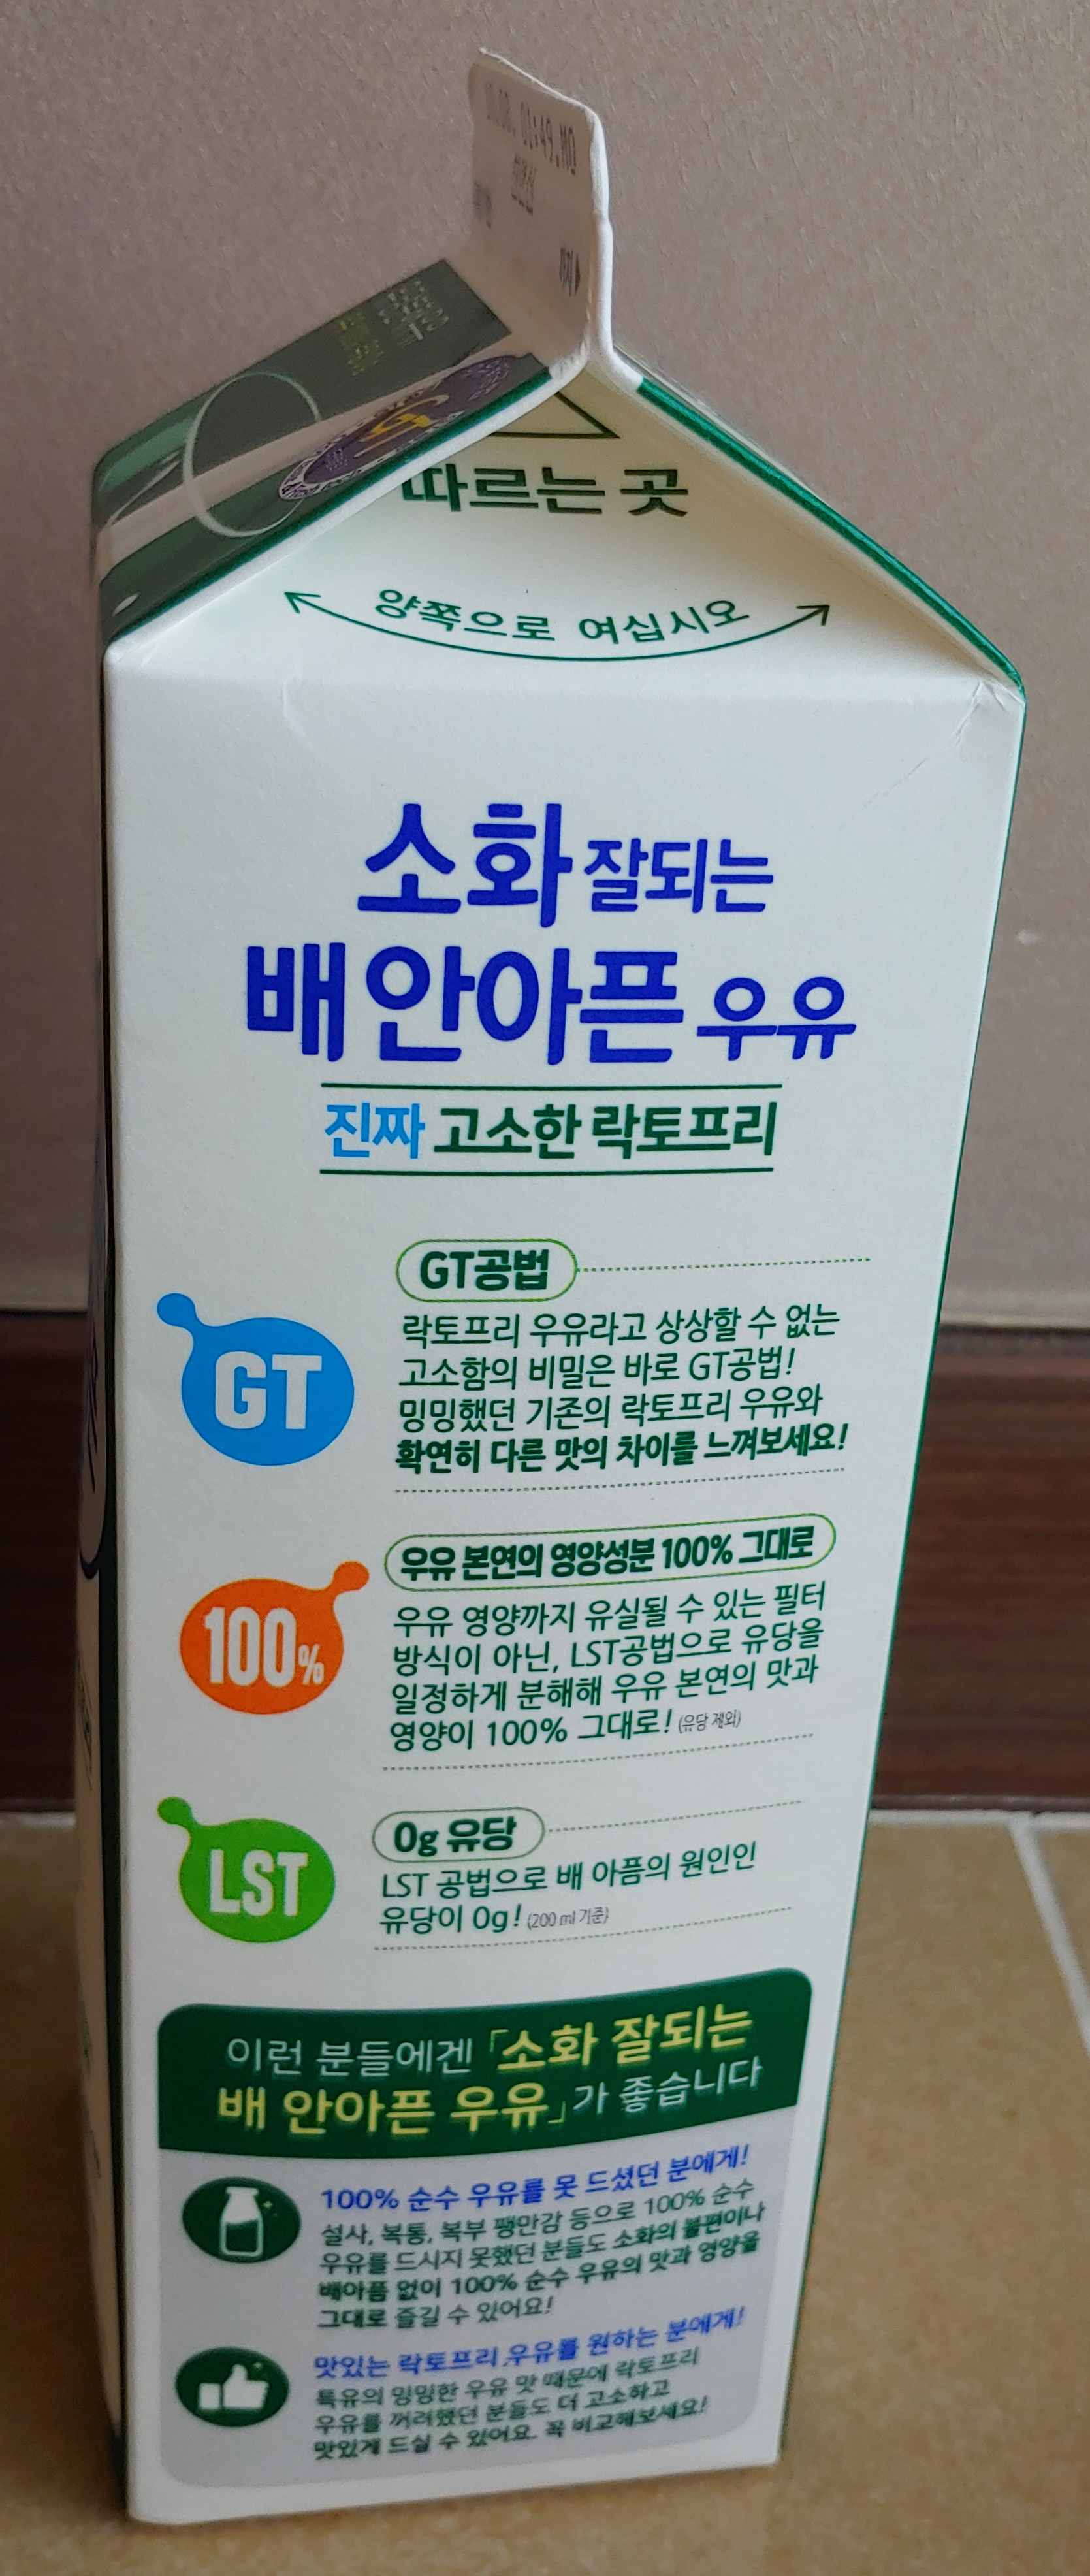 01:49.MQ
따르는 곳
양쪽으로 여십시오
소화 잘되는
배안아픈 우유
진짜 고소한 락토프리
GT공법
GT
락토프리 우유라고 상상할 수 없는
고소함의 비밀은 바로 GT공법!
밍밍했던 기존의 락토프리 우유와
확연히 다른 맛의 차이를 느껴보세요!
우유 본연의 영양성분 100% 그대로
100%
우유 영양까지 유실될 수 있는 필터
방식이 아닌, LST공법으로 유당을
일정하게 분해해 우유 본연의 맛과
영양이 100% 그대로! (유당 제외)
0g 유당
LST
LST 공법으로 배 아픔의 원인인
유당이 0g! (200 ml 기준)
이런 분들에겐 「소화 잘되는
배 안아픈 우유」가 좋습니다
100% 순수 우유를 못 드셨던 분에게!
설사, 복통, 복부 팽만감 등으로 100% 순수
우유를 드시지 못했던 분들도 소화의 불편이나
배아픔 없이 100% 순수 우유의 맛과 영양을
그대로 즐길 수 있어요!
맛있는 락토프리 우유를 원하는 분에게!
특유의 밍밍한 우유 맛 때문에 락토프리
우유를 꺼려했던 분들도 더 고소하고
맛있게 드실 수 있어요. 꼭 비교해보세요!